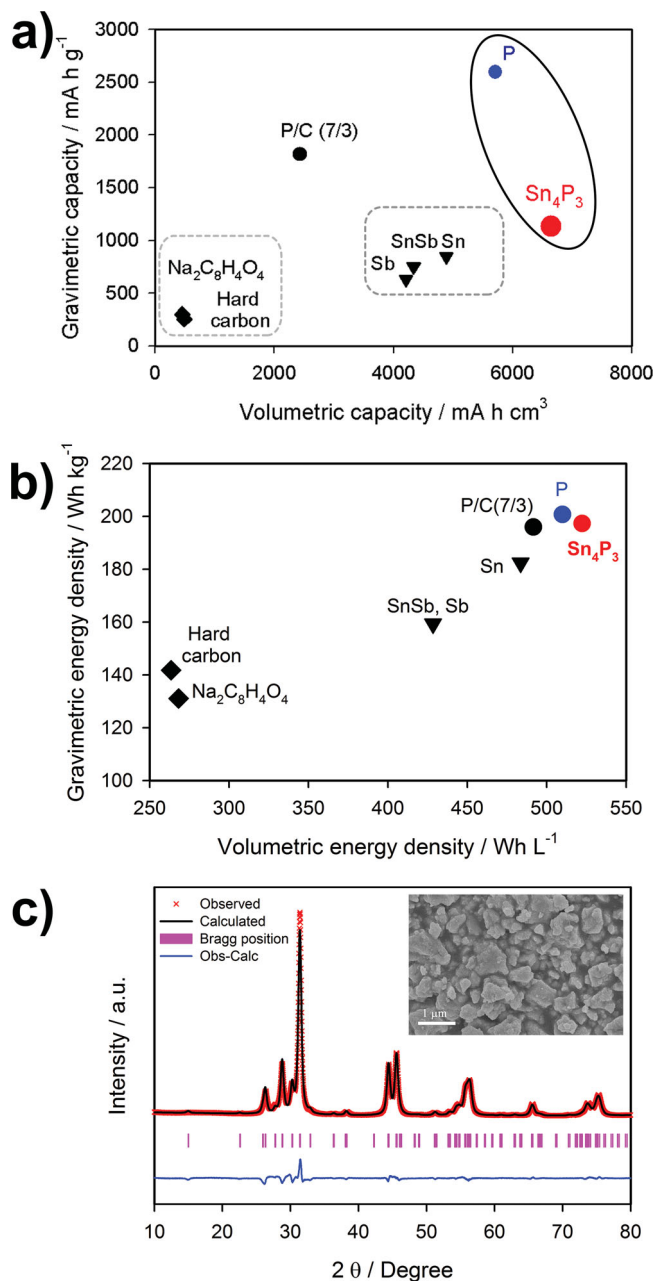 a)
Gravimetric capacity / mA h g⁻¹
3000
2500
2000
1500
1000
500
0
P
P/C (7/3)
Sn₄P₃
SnSb Sn
Sb
Na₂C₈H₄O₄
Hard
carbon
0 2000 4000 6000 8000
Volumetric capacity / mA h cm³
b)
Gravimetric energy density / Wh kg⁻¹
220
200
180
160
140
120
100
P
P/C(7/3)
Sn₄P₃
Sn
SnSb, Sb
Hard
carbon
Na₂C₈H₄O₄
250 300 350 400 450 500 550
Volumetric energy density / Wh L⁻¹
c)
Intensity / a.u.
Observed
Calculated
Bragg position
Obs-Calc
1 μm
10 20 30 40 50 60 70 80
2 θ / Degree